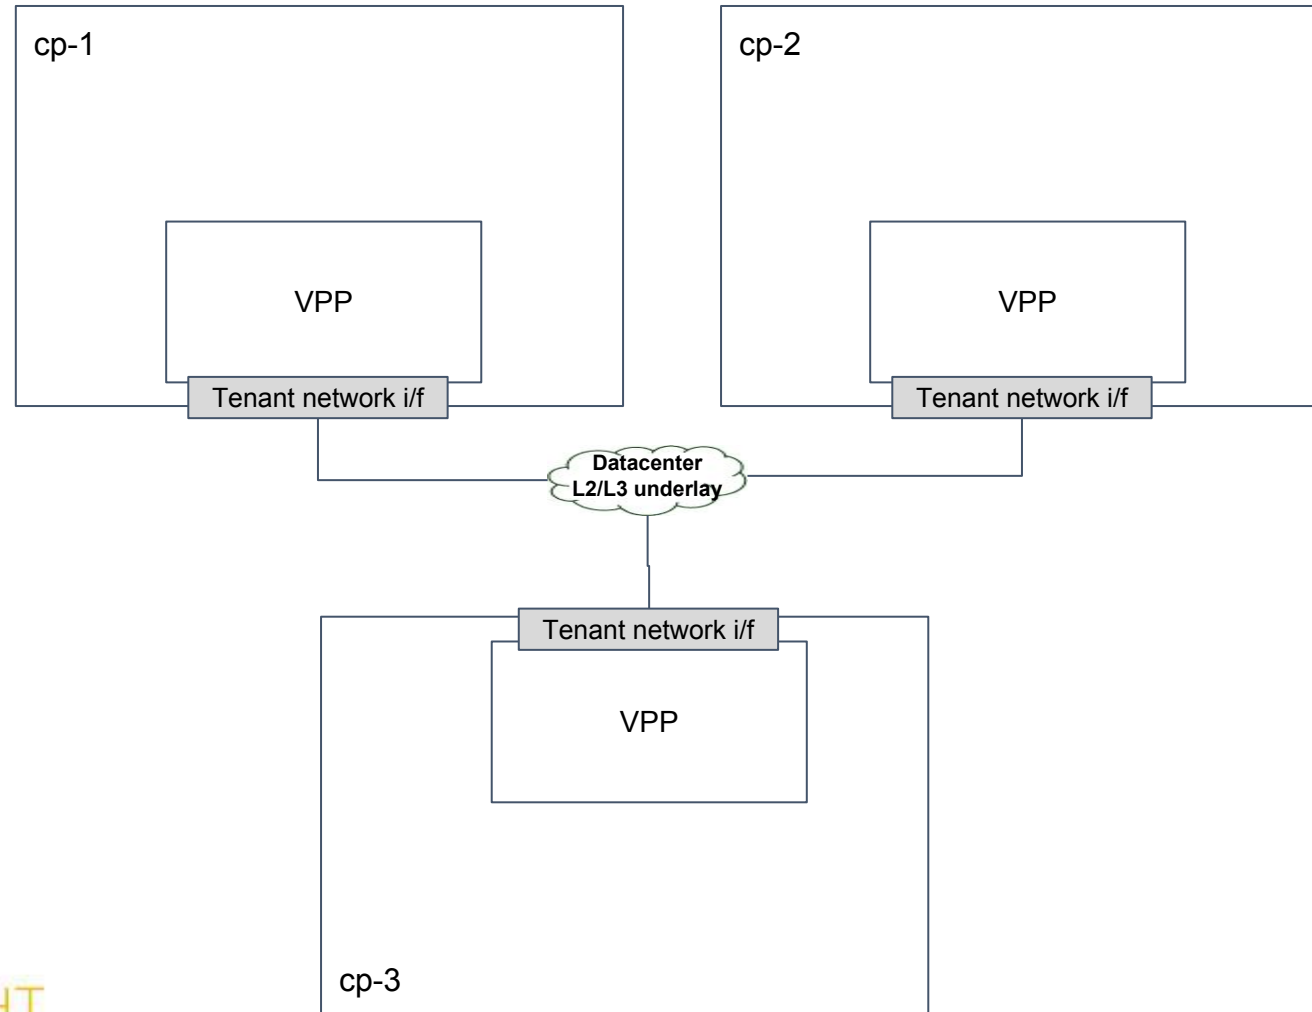 cp-1
cp-2
VPP
VPP
Tenant network i/f
Tenant network i/f
Datacenter
L2/L3 underlay
Tenant network i/f
VPP
cp-3